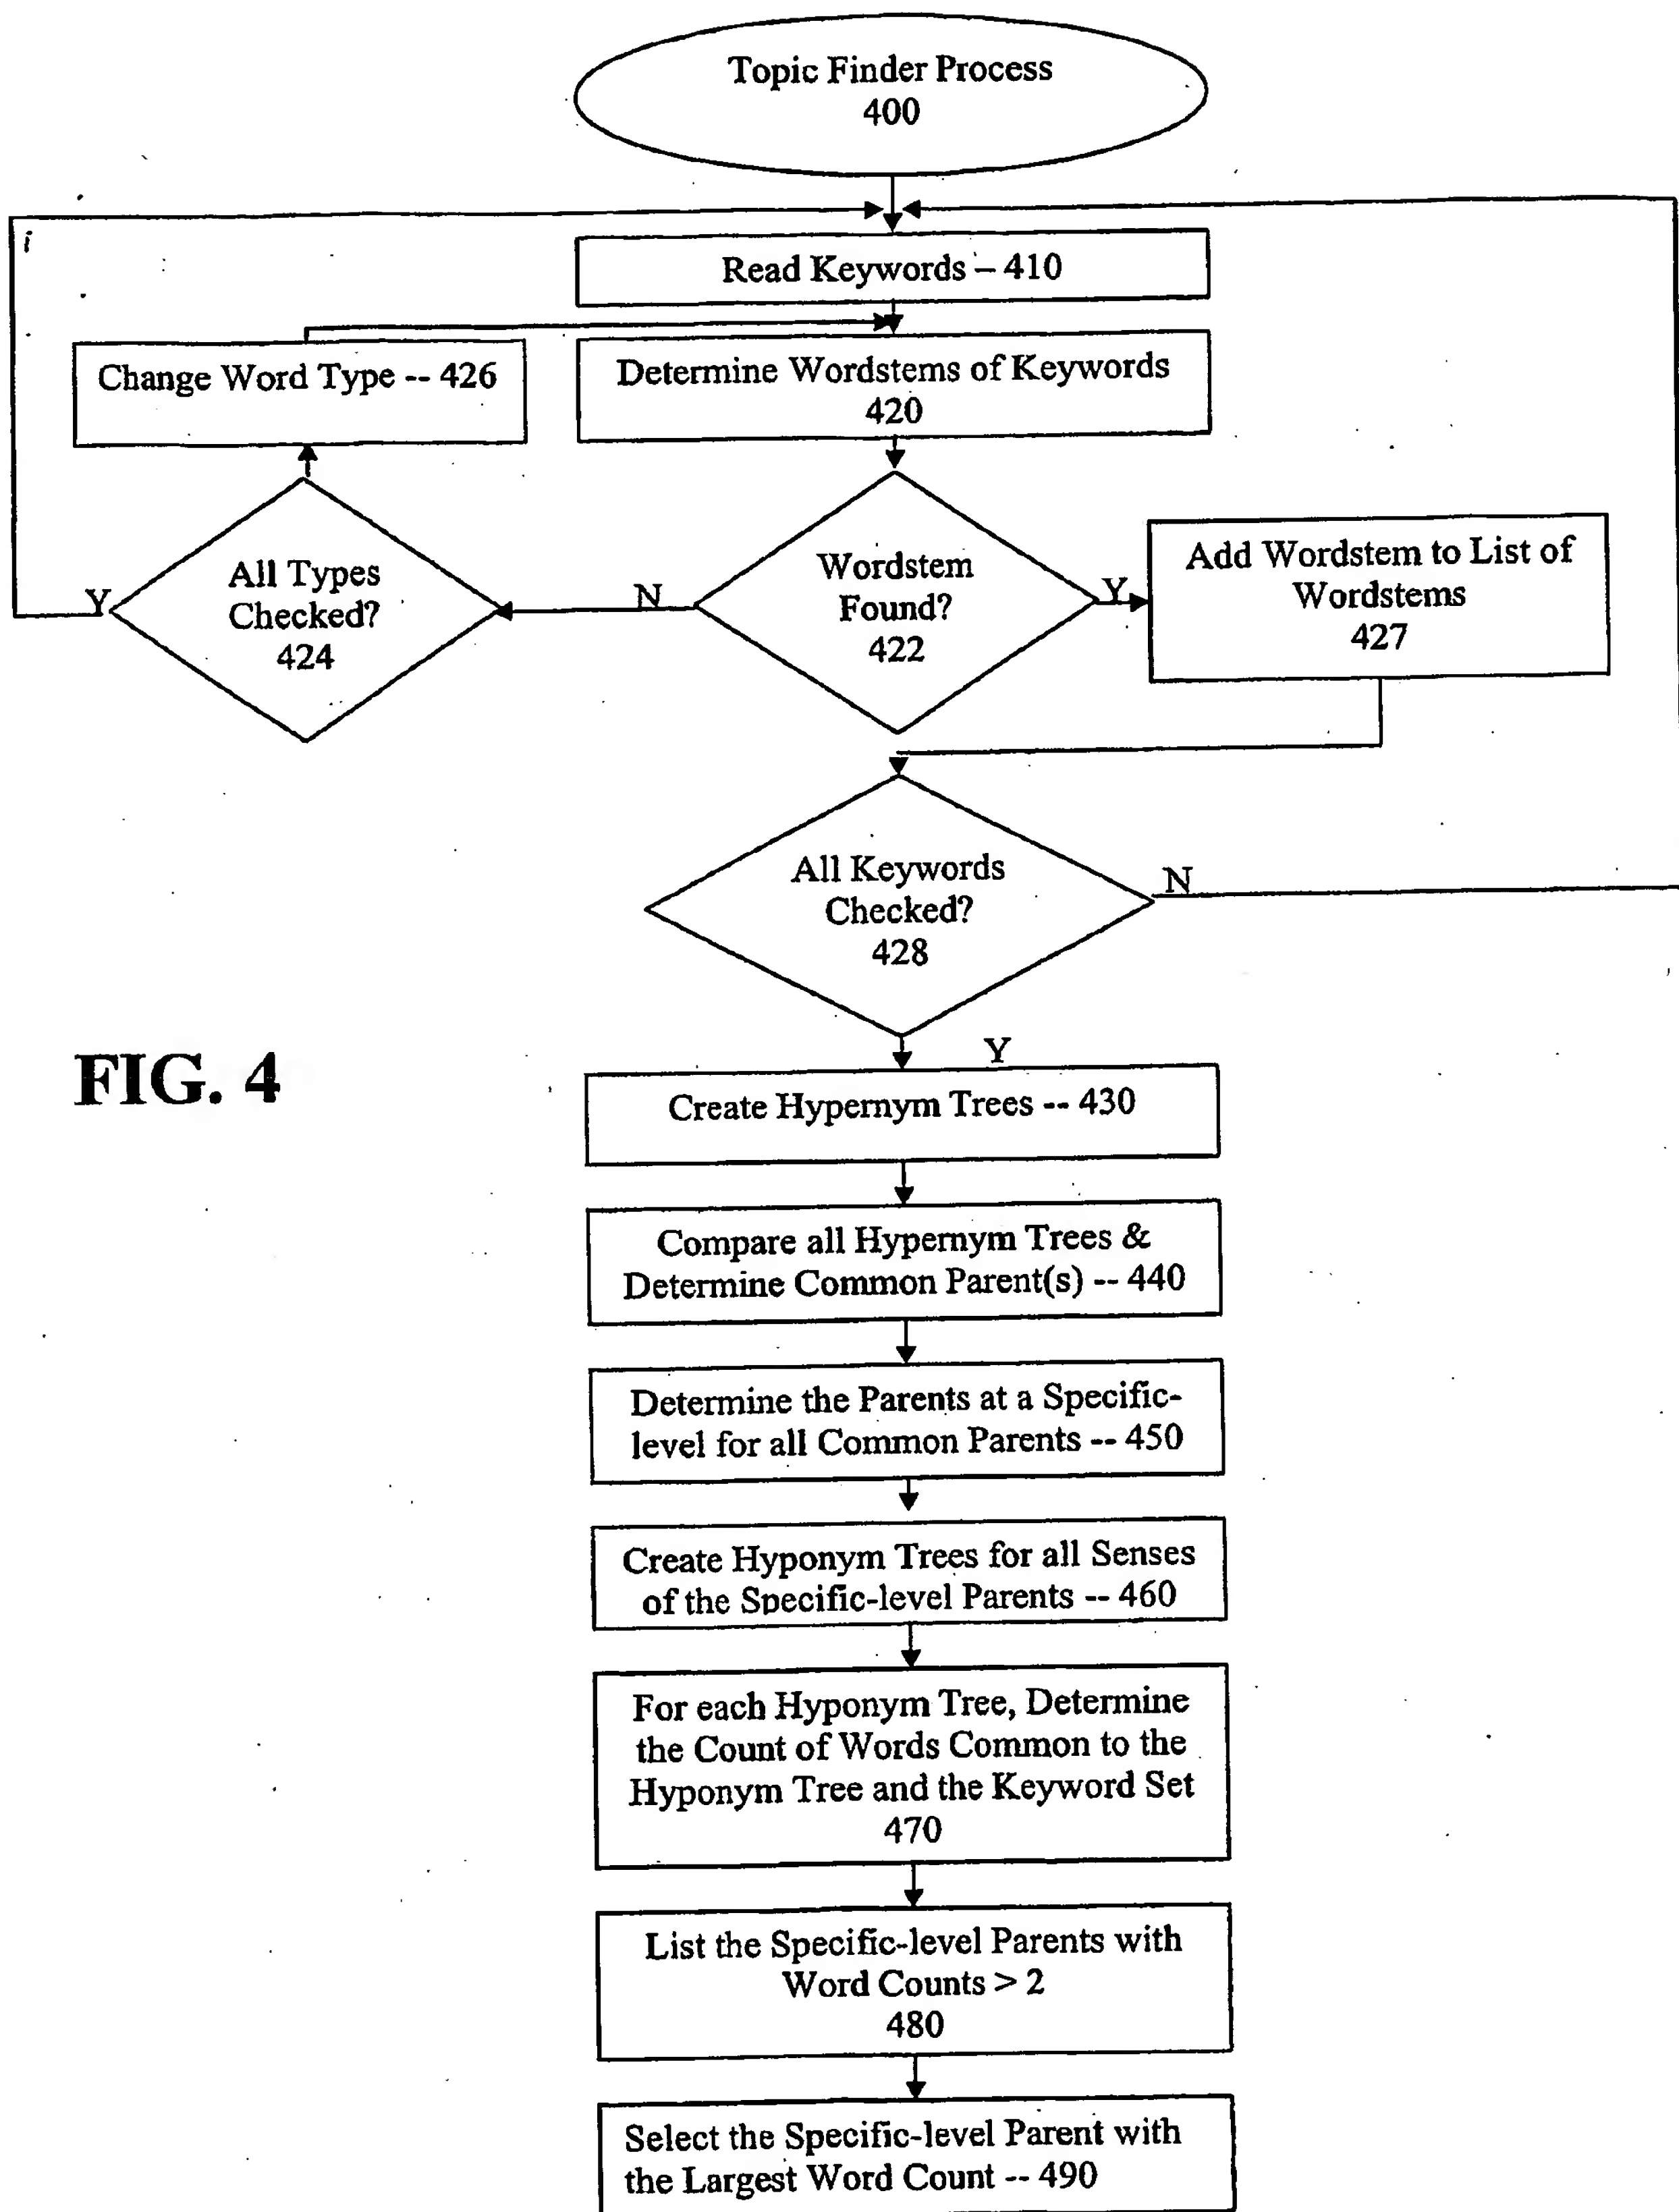 Topic Finder Process
400
Read Keywords – 410
Change Word Type -- 426
Determine Wordstems of Keywords
420
All Types
Checked?
424
Y
N
Wordstem
Found?
422
Y
Add Wordstem to List of
Wordstems
427
All Keywords
Checked?
428
N
Y
FIG. 4
Create Hypernym Trees -- 430
Compare all Hypernym Trees &
Determine Common Parent(s) -- 440
Determine the Parents at a Specific-
level for all Common Parents -- 450
Create Hyponym Trees for all Senses
of the Specific-level Parents -- 460
For each Hyponym Tree, Determine
the Count of Words Common to the
Hyponym Tree and the Keyword Set
470
List the Specific-level Parents with
Word Counts > 2
480
Select the Specific-level Parent with
the Largest Word Count -- 490